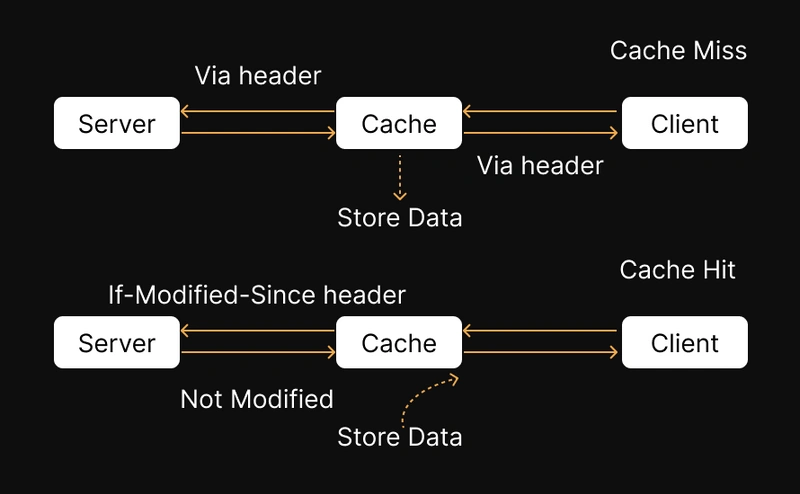 Cache Miss
Via header
Server
Cache
Client
Via header
Store Data
Cache Hit
If-Modified-Since header
Server
Cache
Client
Not Modified
Store Data